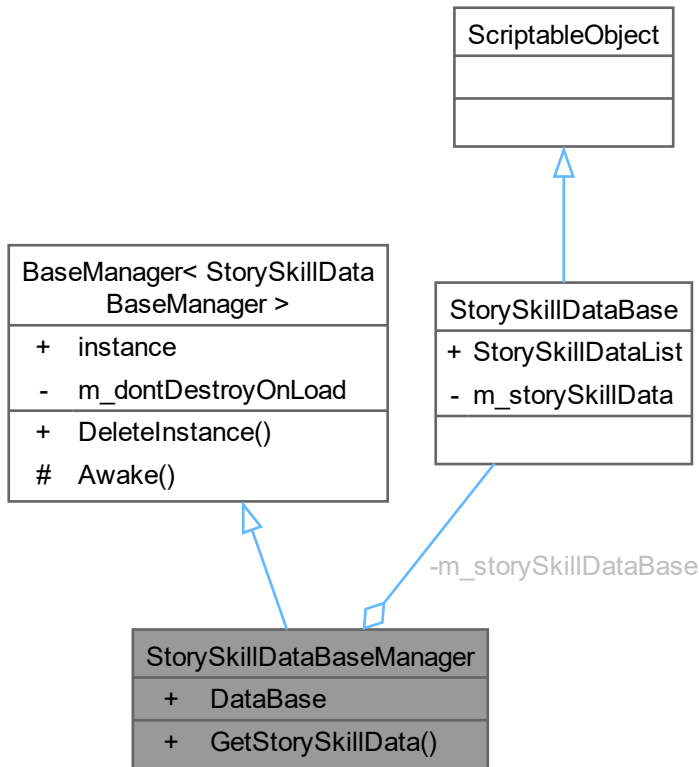 ScriptableObject
BaseManager< StorySkillData
BaseManager >
+ instance
- m_dontDestroyOnLoad
+ DeleteInstance()
# Awake()
StorySkillDataBase
+ StorySkillDataList
- m_storySkillData
-m_storySkillDataBase
StorySkillDataBaseManager
+ DataBase
+ GetStorySkillData()